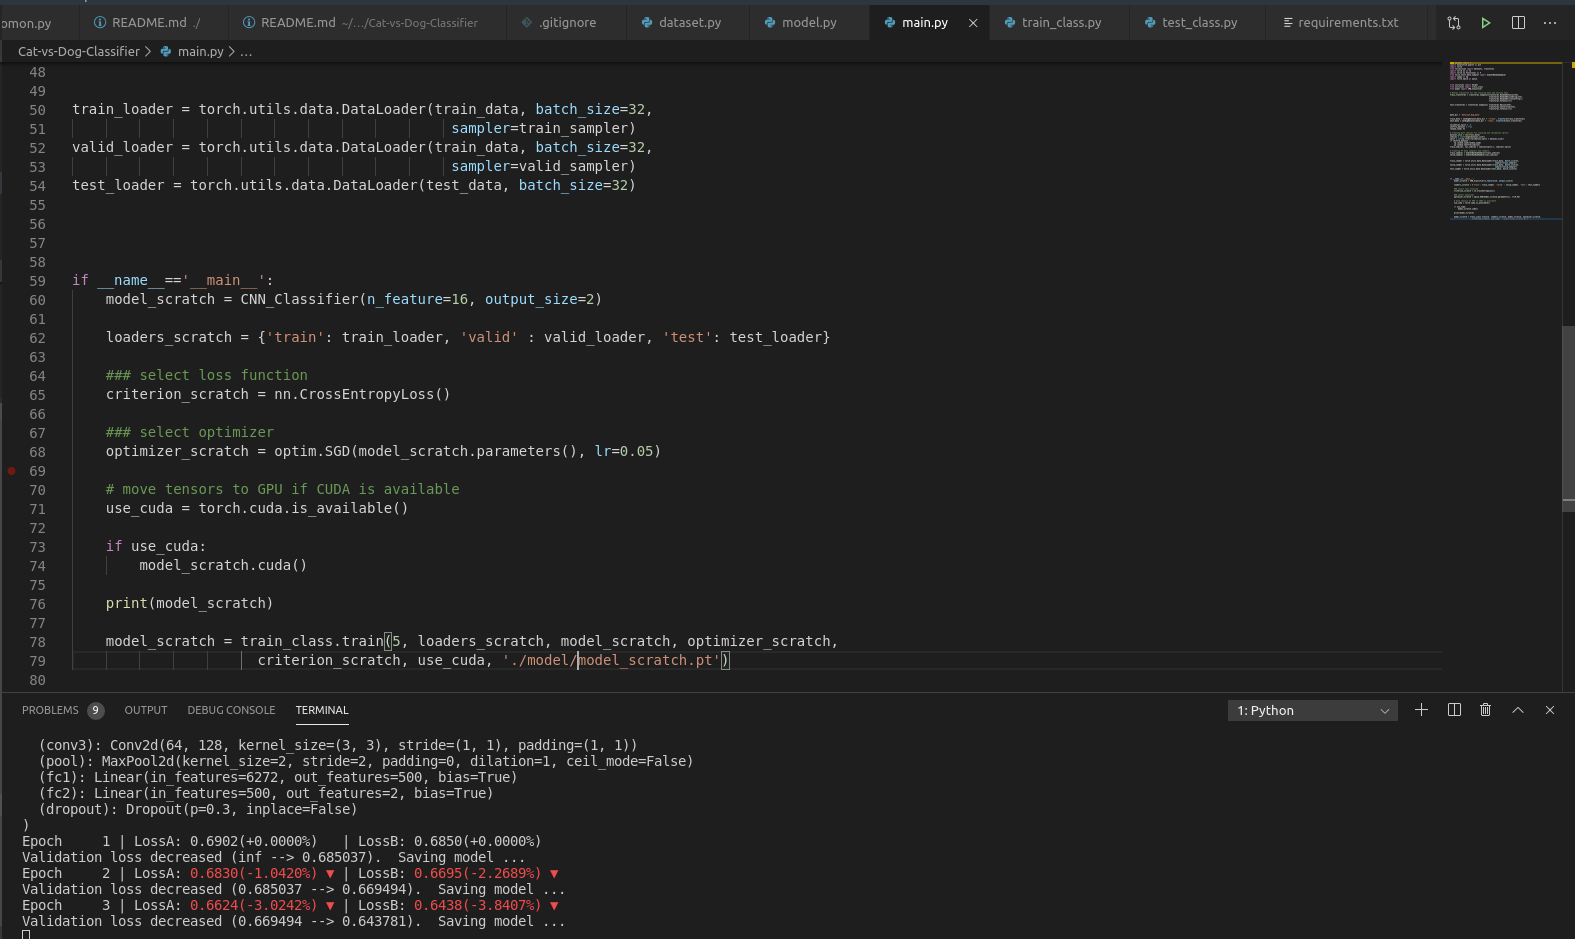 omon.py
README.md ./
README.md ~/.../Cat-vs-Dog-Classifier
.gitignore
dataset.py
model.py
main.py
train_class.py
test_class.py
requirements.txt
Cat-vs-Dog-Classifier > main.py > ...
48
49
50 train_loader = torch.utils.data.DataLoader(train_data, batch_size=32,
51 sampler=train_sampler)
52 valid_loader = torch.utils.data.DataLoader(train_data, batch_size=32,
53 sampler=valid_sampler)
54 test_loader = torch.utils.data.DataLoader(test_data, batch_size=32)
55
56
57
58
59 if __name__=='__main__':
60 model_scratch = CNN_Classifier(n_feature=16, output_size=2)
61
62 loaders_scratch = {'train': train_loader, 'valid' : valid_loader, 'test': test_loader}
63
64 ### select loss function
65 criterion_scratch = nn.CrossEntropyLoss()
66
67 ### select optimizer
68 optimizer_scratch = optim.SGD(model_scratch.parameters(), lr=0.05)
69
70 # move tensors to GPU if CUDA is available
71 use_cuda = torch.cuda.is_available()
72
73 if use_cuda:
74 model_scratch.cuda()
75
76 print(model_scratch)
77
78 model_scratch = train_class.train(5, loaders_scratch, model_scratch, optimizer_scratch,
79 criterion_scratch, use_cuda, './model/model_scratch.pt')
80
PROBLEMS 9 OUTPUT DEBUG CONSOLE TERMINAL 1: Python
(conv3): Conv2d(64, 128, kernel_size=(3, 3), stride=(1, 1), padding=(1, 1))
(pool): MaxPool2d(kernel_size=2, stride=2, padding=0, dilation=1, ceil_mode=False)
(fc1): Linear(in_features=6272, out_features=500, bias=True)
(fc2): Linear(in_features=500, out_features=2, bias=True)
(dropout): Dropout(p=0.3, inplace=False)
)
Epoch 1 | LossA: 0.6902(+0.0000%) | LossB: 0.6850(+0.0000%)
Validation loss decreased (inf --> 0.685037). Saving model ...
Epoch 2 | LossA: 0.6830(-1.0420%) ▼ | LossB: 0.6695(-2.2689%) ▼
Validation loss decreased (0.685037 --> 0.669494). Saving model ...
Epoch 3 | LossA: 0.6624(-3.0242%) ▼ | LossB: 0.6438(-3.8407%) ▼
Validation loss decreased (0.669494 --> 0.643781). Saving model ...